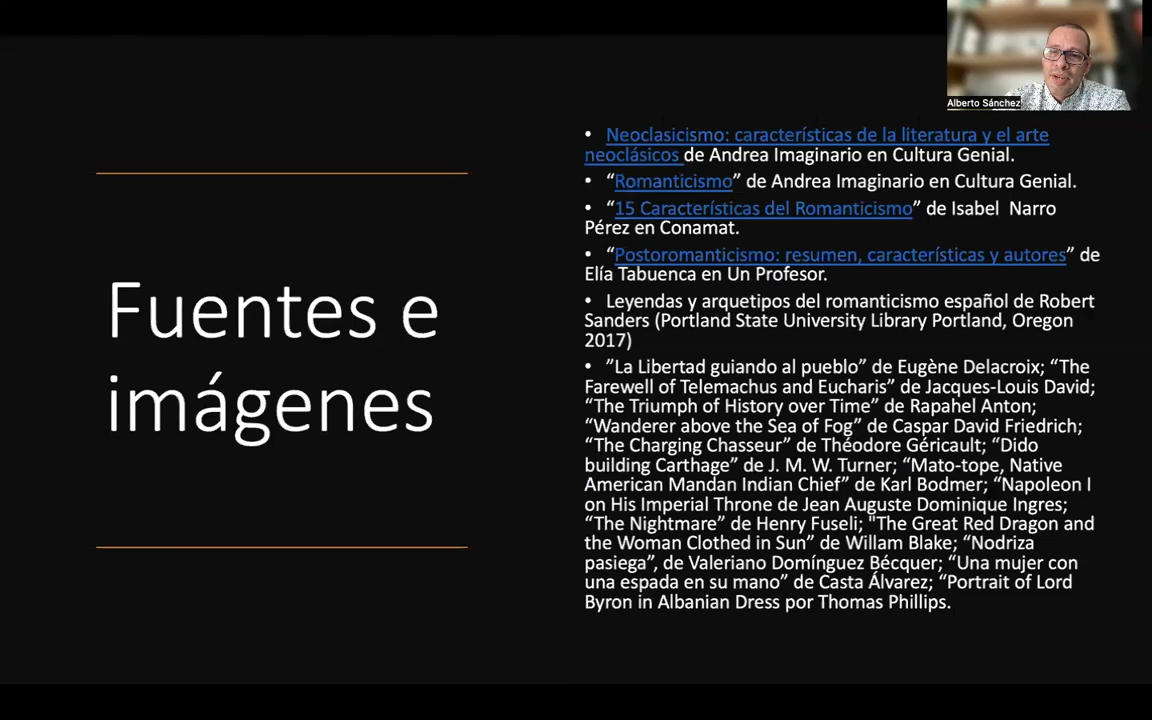 Alberto Sánchez
Fuentes e
imágenes
• Neoclasicismo: características de la literatura y el arte
neoclásicos de Andrea Imaginario en Cultura Genial.
• “Romanticismo” de Andrea Imaginario en Cultura Genial.
• “15 Características del Romanticismo” de Isabel Narro
Pérez en Conamat.
• “Postoromanticismo: resumen, características y autores” de
Elía Tabuenca en Un Profesor.
• Leyendas y arquetipos del romanticismo español de Robert
Sanders (Portland State University Library Portland, Oregon
2017)
• ”La Libertad guiando al pueblo” de Eugène Delacroix; “The
Farewell of Telemachus and Eucharis” de Jacques-Louis David;
“The Triumph of History over Time” de Rapahel Anton;
“Wanderer above the Sea of Fog” de Caspar David Friedrich;
“The Charging Chasseur” de Théodore Géricault; “Dido
building Carthage” de J. M. W. Turner; “Mato-tope, Native
American Mandan Indian Chief” de Karl Bodmer; “Napoleon I
on His Imperial Throne de Jean Auguste Dominique Ingres;
“The Nightmare” de Henry Fuseli; "The Great Red Dragon and
the Woman Clothed in Sun” de Willam Blake; “Nodriza
pasiega”, de Valeriano Domínguez Bécquer; “Una mujer con
una espada en su mano” de Casta Álvarez; “Portrait of Lord
Byron in Albanian Dress por Thomas Phillips.